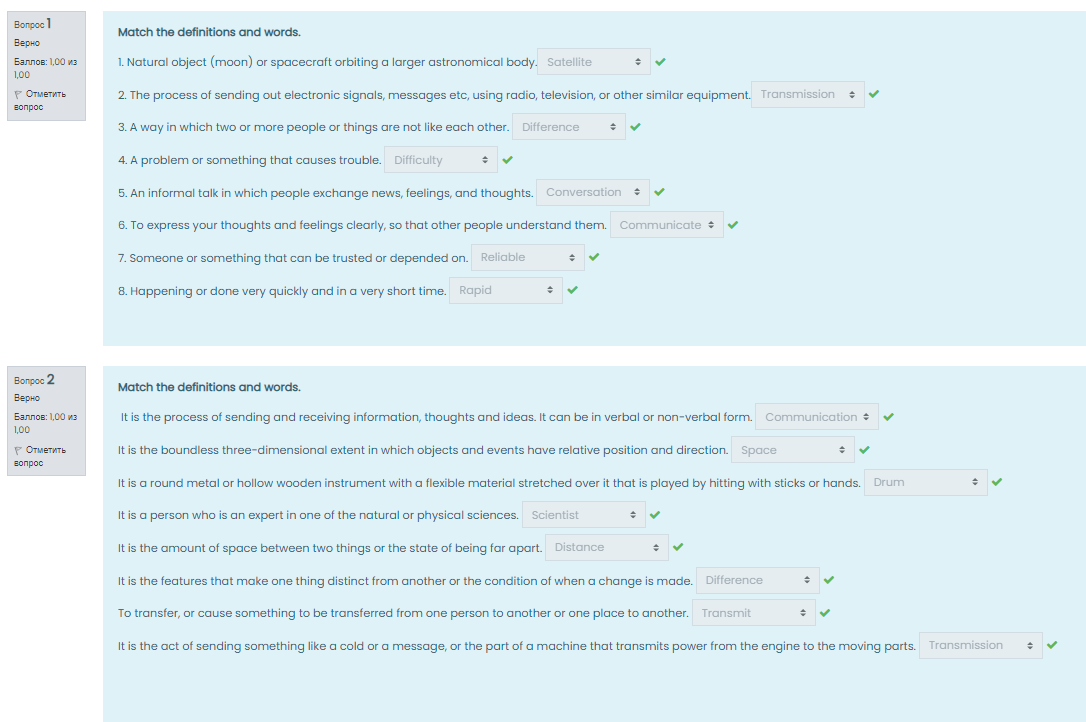 Вопрос 1
Верно
Баллов: 1,00 из
1,00
Отметить
вопрос
Match the definitions and words.
1. Natural object (moon) or spacecraft orbiting a larger astronomical body. Satellite
2. The process of sending out electronic signals, messages etc, using radio, television, or other similar equipment. Transmission
3. A way in which two or more people or things are not like each other. Difference
4. A problem or something that causes trouble. Difficulty
5. An informal talk in which people exchange news, feelings, and thoughts. Conversation
6. To express your thoughts and feelings clearly, so that other people understand them. Communicate
7. Someone or something that can be trusted or depended on. Reliable
8. Happening or done very quickly and in a very short time. Rapid
Вопрос 2
Верно
Баллов: 1,00 из
1,00
Отметить
вопрос
Match the definitions and words.
It is the process of sending and receiving information, thoughts and ideas. It can be in verbal or non-verbal form. Communication
It is the boundless three-dimensional extent in which objects and events have relative position and direction. Space
It is a round metal or hollow wooden instrument with a flexible material stretched over it that is played by hitting with sticks or hands. Drum
It is a person who is an expert in one of the natural or physical sciences. Scientist
It is the amount of space between two things or the state of being far apart. Distance
It is the features that make one thing distinct from another or the condition of when a change is made. Difference
To transfer, or cause something to be transferred from one person to another or one place to another. Transmit
It is the act of sending something like a cold or a message, or the part of a machine that transmits power from the engine to the moving parts. Transmission